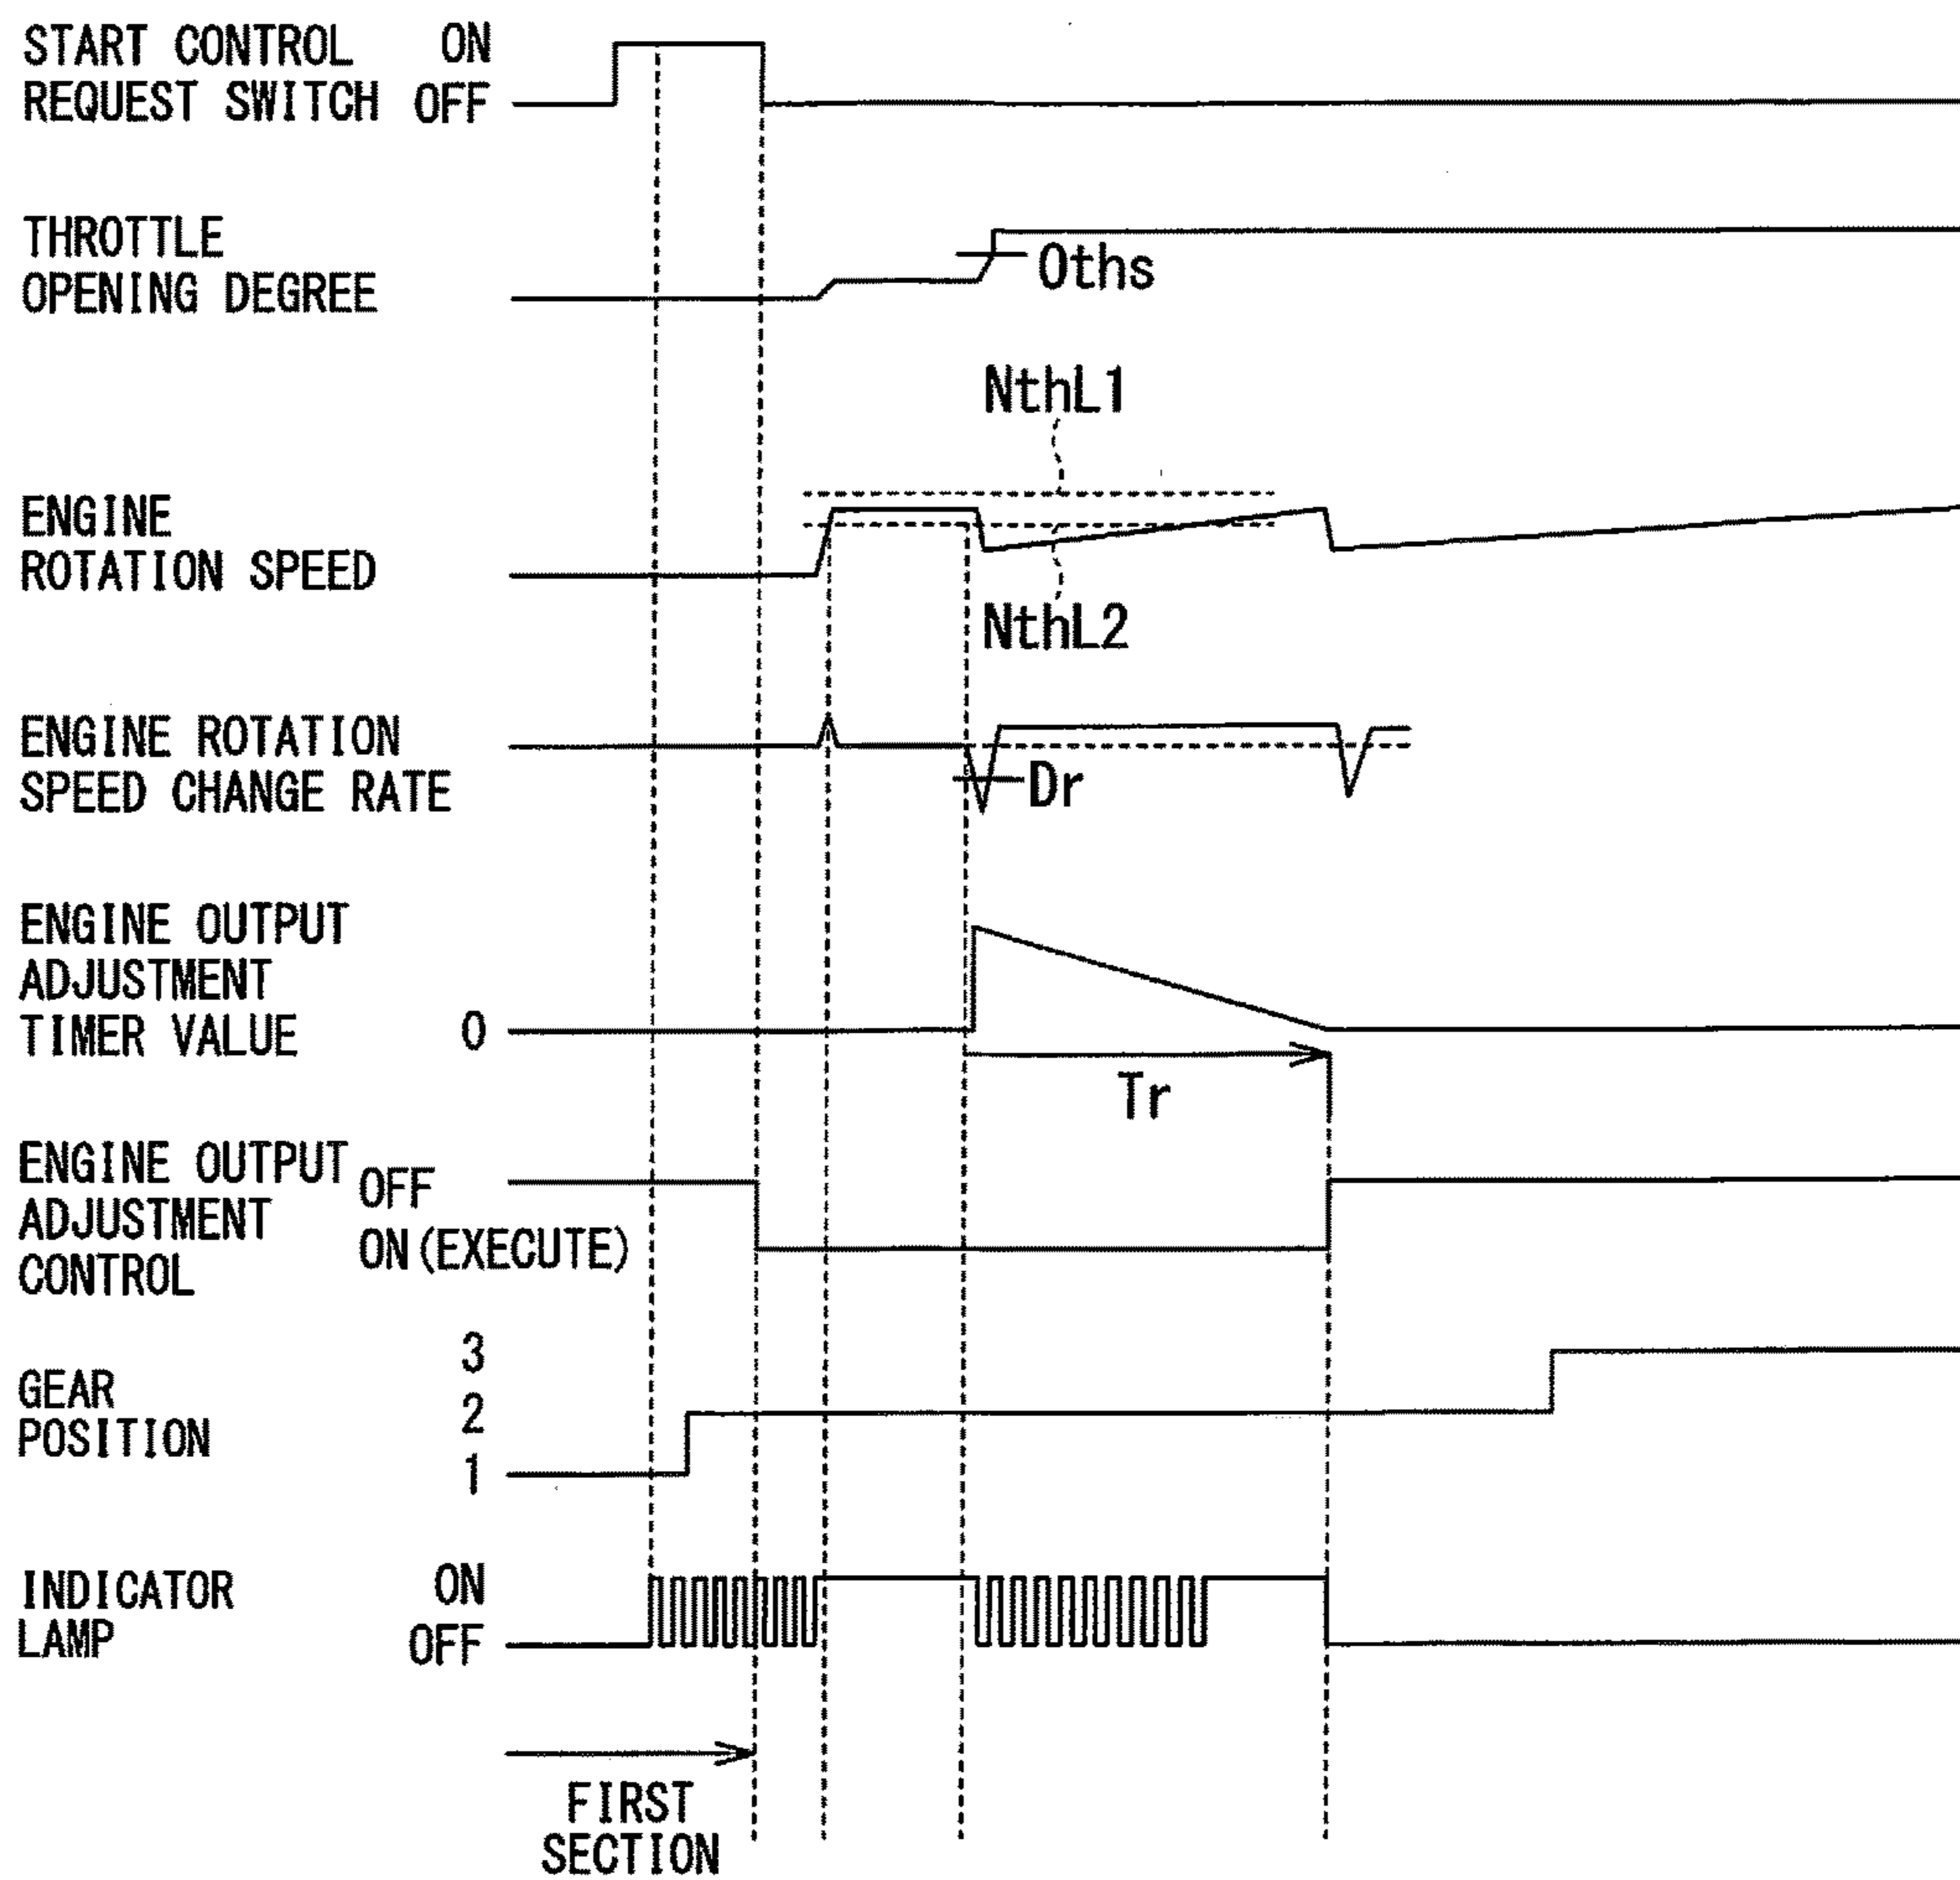 START CONTROL ON
REQUEST SWITCH OFF
THROTTLE
OPENING DEGREE
Oths
NthL1
ENGINE
ROTATION SPEED
NthL2
ENGINE ROTATION
SPEED CHANGE RATE
Dr
ENGINE OUTPUT
ADJUSTMENT
TIMER VALUE 0
Tr
ENGINE OUTPUT
ADJUSTMENT
CONTROL
OFF
ON(EXECUTE)
GEAR
POSITION
3
2
1
INDICATOR
LAMP
ON
OFF
FIRST
SECTION